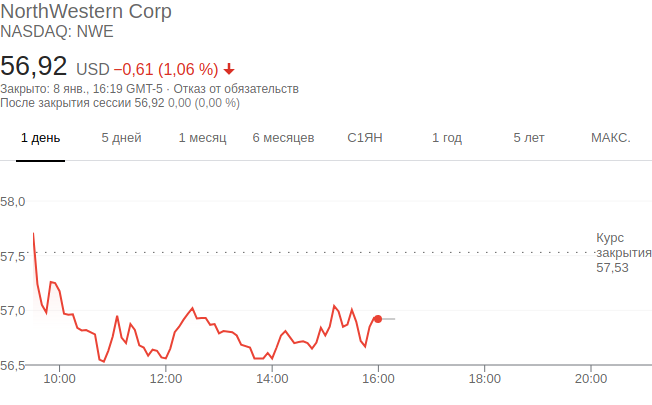 NorthWestern Corp
NASDAQ: NWE
56,92 USD −0,61 (1,06 %)
Закрыто: 8 янв., 16:19 GMT-5 · Отказ от обязательств
После закрытия сессии 56,92 0,00 (0,00 %)
1 день 5 дней 1 месяц 6 месяцев С1ЯН 1 год 5 лет МАКС.
58,0
Курс
закрытия
57,5
57,53
57,0
56,5
10:00 12:00 14:00 16:00 18:00 20:00